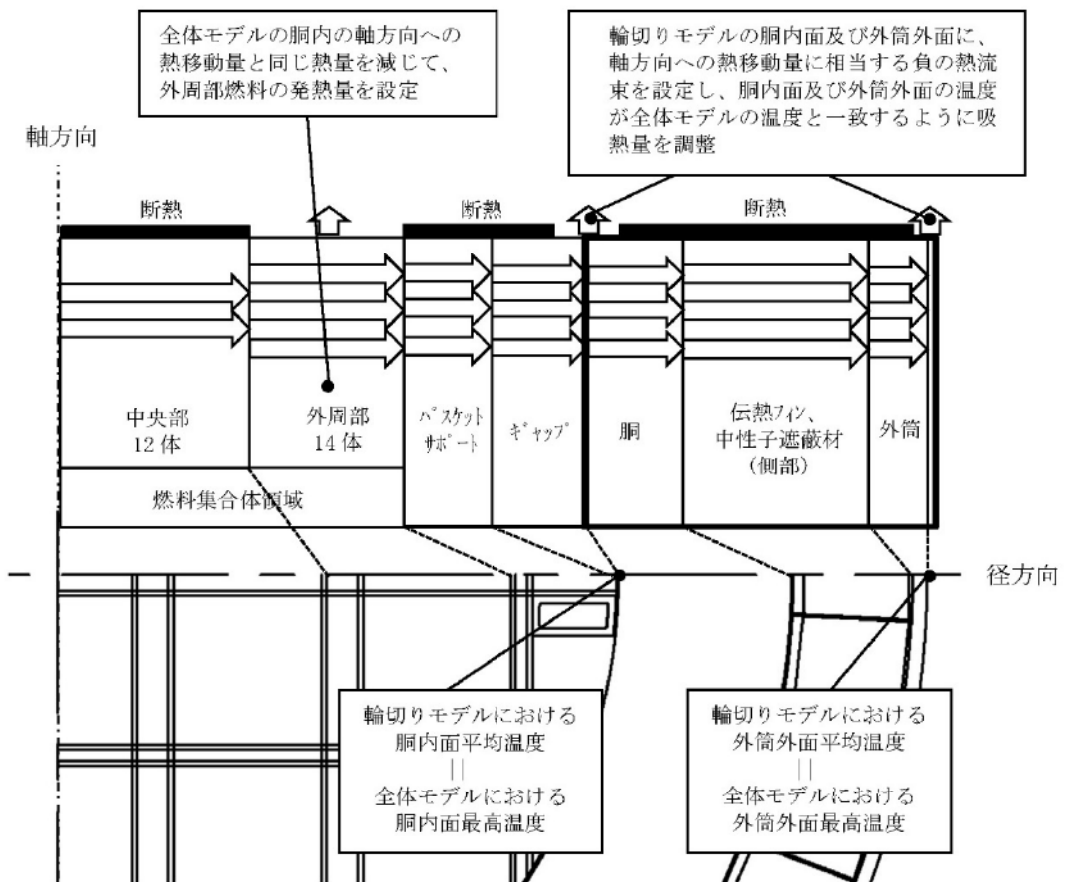 全体モデルの胴内の軸方向への
熱移動量と同じ熱量を減じて、
外周部燃料の発熱量を設定
輪切りモデルの胴内面及び外筒外面に、
軸方向への熱移動量に相当する負の熱流
束を設定し、胴内面及び外筒外面の温度
が全体モデルの温度と一致するように吸
熱量を調整
軸方向
断熱
断熱
断熱
中央部
12 体
外周部
14 体
バスケット
サポート
ギャップ
胴
伝熱フィン、
中性子遮蔽材
(側部)
外筒
燃料集合体領域
径方向
輪切りモデルにおける
胴内面平均温度
||
全体モデルにおける
胴内面最高温度
輪切りモデルにおける
外筒外面平均温度
||
全体モデルにおける
外筒外面最高温度